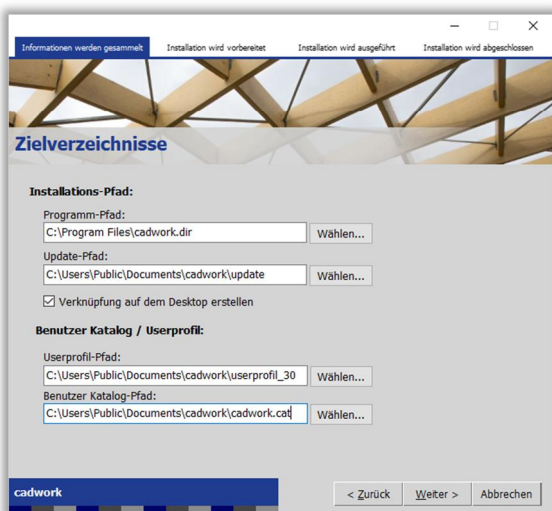 Informationen werden gesammelt Installation wird vorbereitet Installation wird ausgeführt Installation wird abgeschlossen
Zielverzeichnisse
Installations-Pfad:
Programm-Pfad:
C:\Program Files\cadwork.dir Wählen...
Update-Pfad:
C:\Users\Public\Documents\cadwork\update Wählen...
Verknüpfung auf dem Desktop erstellen
Benutzer Katalog / Userprofil:
Userprofil-Pfad:
C:\Users\Public\Documents\cadwork\userprofil_30 Wählen...
Benutzer Katalog-Pfad:
C:\Users\Public\Documents\cadwork\cadwork.cat Wählen...
cadwork < Zurück Weiter > Abbrechen